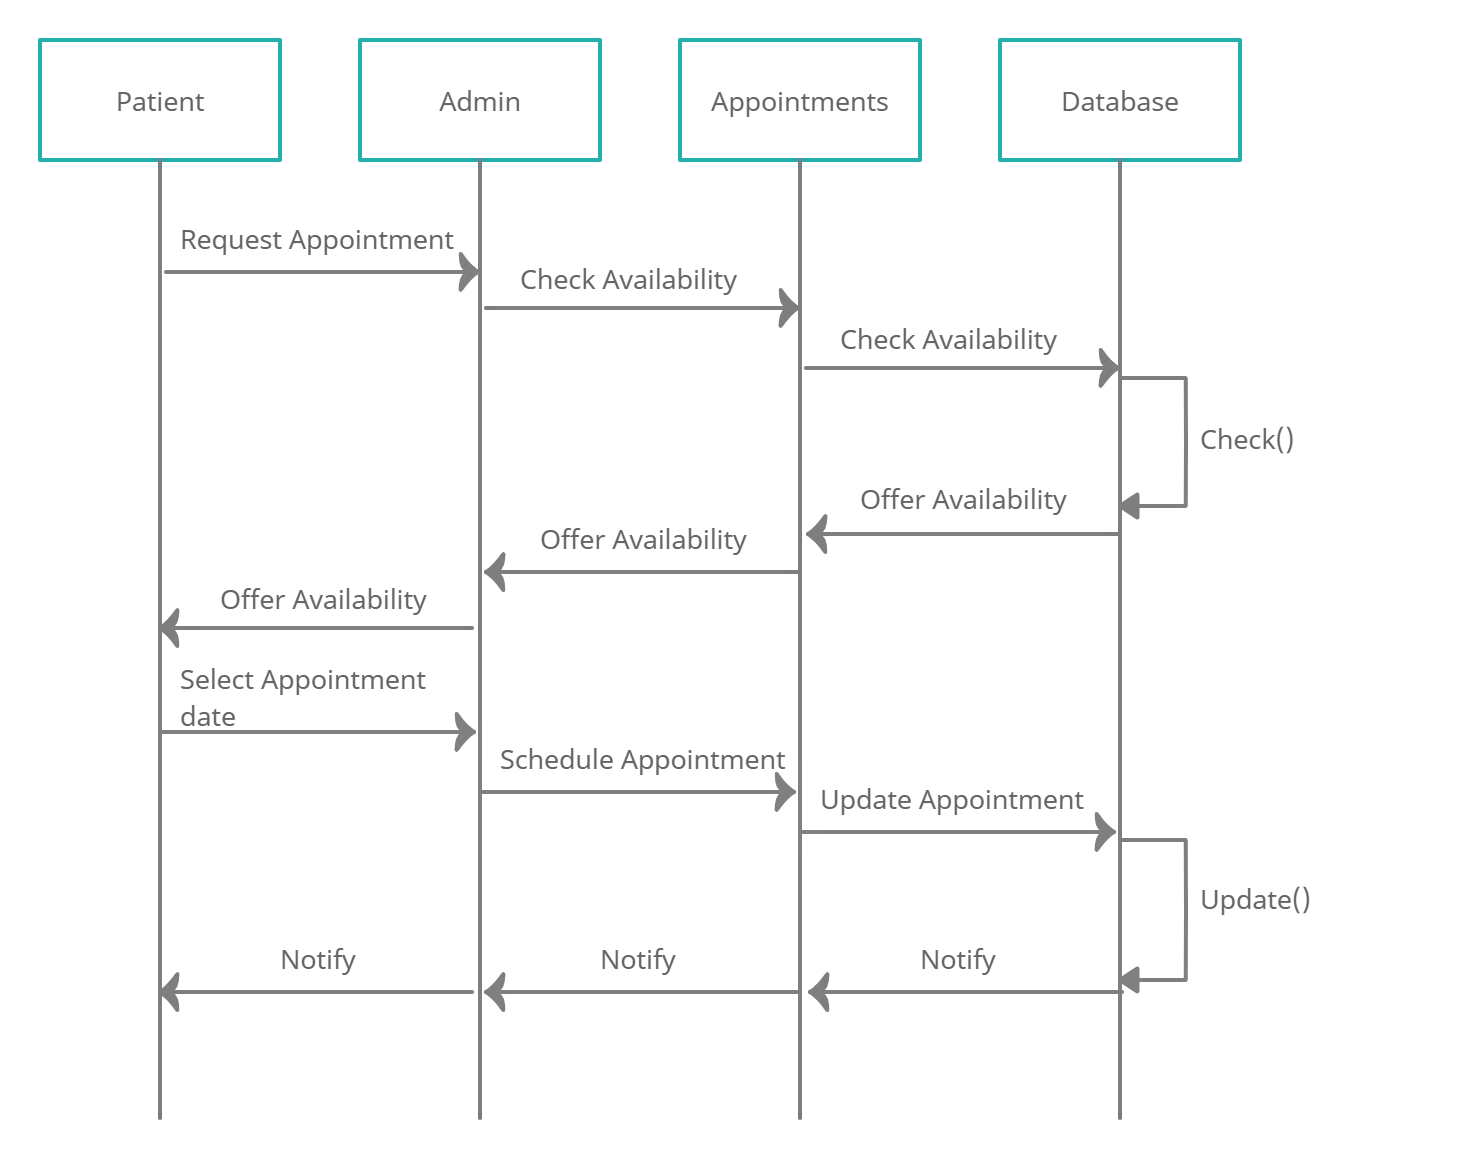 Patient
Admin
Appointments
Database
Request Appointment
Check Availability
Check Availability
Check()
Offer Availability
Offer Availability
Offer Availability
Select Appointment
date
Schedule Appointment
Update Appointment
Update()
Notify
Notify
Notify